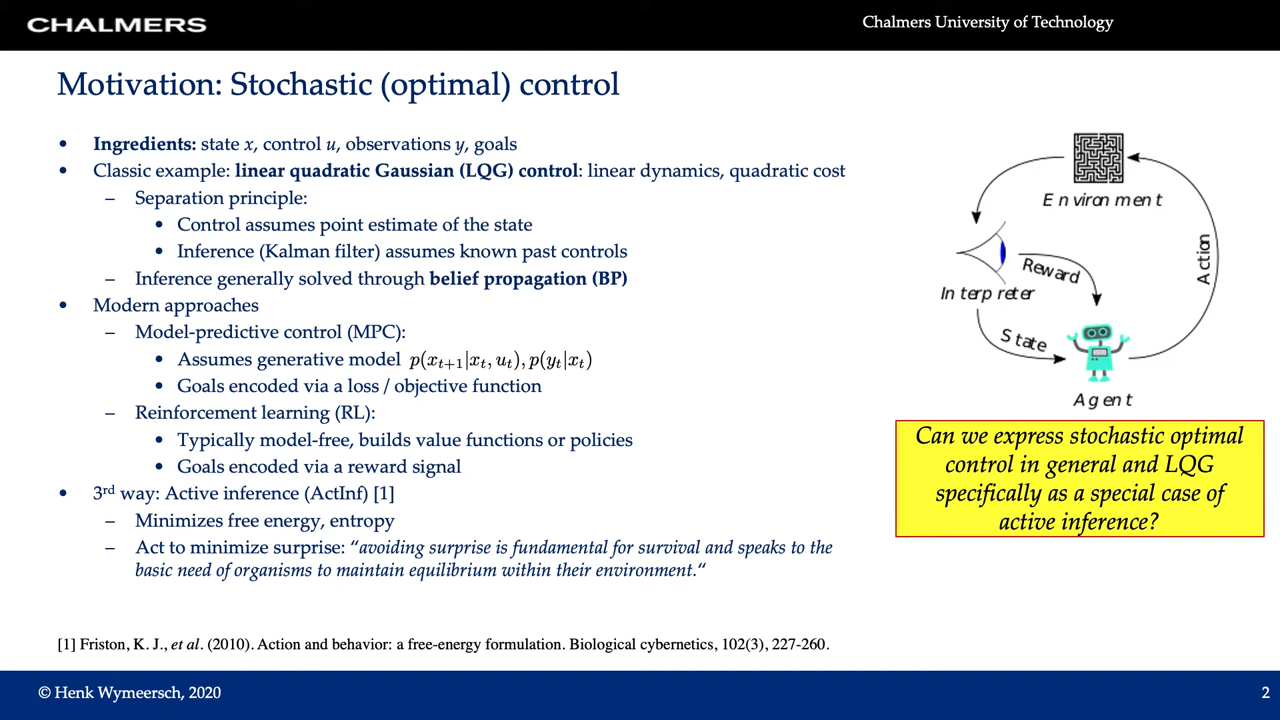 CHALMERS
Chalmers University of Technology
Motivation: Stochastic (optimal) control
• Ingredients: state x, control u, observations y, goals
• Classic example: linear quadratic Gaussian (LQG) control: linear dynamics, quadratic cost
– Separation principle:
• Control assumes point estimate of the state
• Inference (Kalman filter) assumes known past controls
– Inference generally solved through belief propagation (BP)
• Modern approaches
– Model-predictive control (MPC):
• Assumes generative model p(x_{t+1}|x_t, u_t), p(y_t|x_t)
• Goals encoded via a loss / objective function
– Reinforcement learning (RL):
• Typically model-free, builds value functions or policies
• Goals encoded via a reward signal
• 3rd way: Active inference (ActInf) [1]
– Minimizes free energy, entropy
– Act to minimize surprise: “avoiding surprise is fundamental for survival and speaks to the
basic need of organisms to maintain equilibrium within their environment.“
Environment
Action
Reward
Interpreter
State
Agent
Can we express stochastic optimal
control in general and LQG
specifically as a special case of
active inference?
[1] Friston, K. J., et al. (2010). Action and behavior: a free-energy formulation. Biological cybernetics, 102(3), 227-260.
© Henk Wymeersch, 2020
2